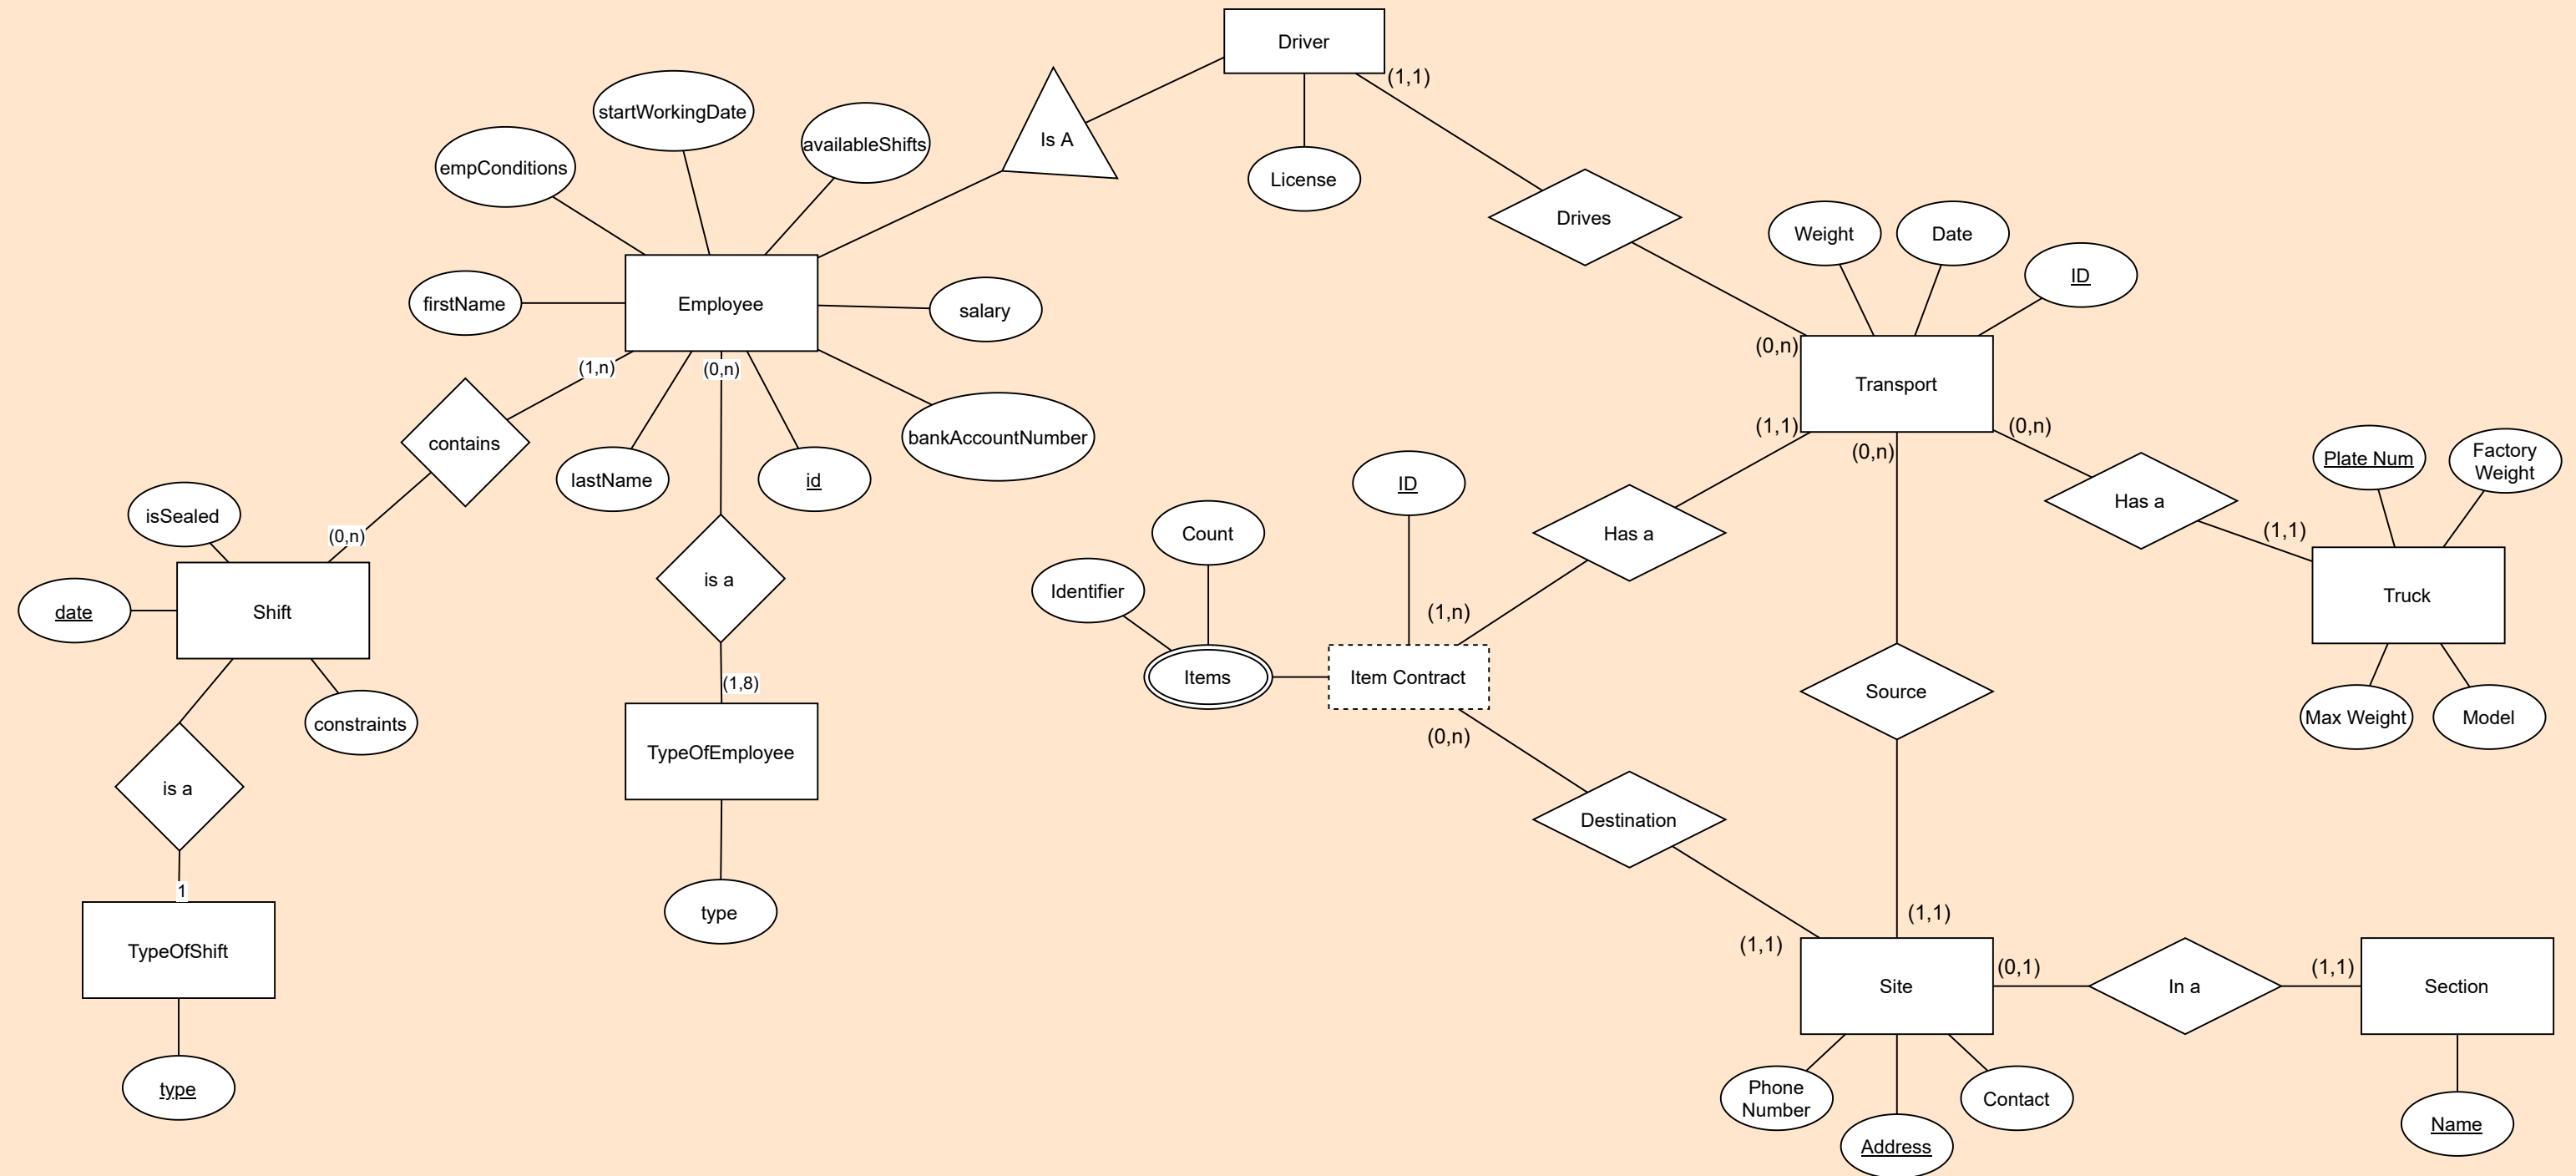 Driver
(1,1)
startWorkingDate
availableShifts
Is A
empConditions
License
Drives
Weight
Date
ID
firstName
Employee
salary
(0,n)
Transport
(1,n)
(0,n)
contains
lastName
id
bankAccountNumber
(1,1)
(0,n)
(0,n)
Plate Num
Factory
Weight
ID
Has a
Has a
(1,1)
isSealed
(0,n)
Count
is a
Identifier
date
Shift
(1,n)
Truck
Items
Item Contract
(1,8)
Source
Max Weight
Model
constraints
TypeOfEmployee
(0,n)
is a
Destination
1
type
(1,1)
(1,1)
TypeOfShift
Site
(0,1)
In a
(1,1)
Section
type
Phone
Number
Address
Contact
Name